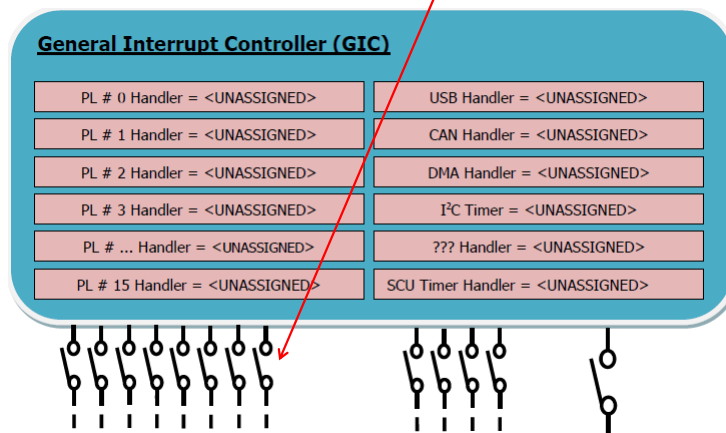 General Interrupt Controller (GIC)
PL # 0 Handler = <UNASSIGNED>
PL # 1 Handler = <UNASSIGNED>
PL # 2 Handler = <UNASSIGNED>
PL # 3 Handler = <UNASSIGNED>
PL # ... Handler = <UNASSIGNED>
PL # 15 Handler = <UNASSIGNED>
USB Handler = <UNASSIGNED>
CAN Handler = <UNASSIGNED>
DMA Handler = <UNASSIGNED>
I²C Timer = <UNASSIGNED>
??? Handler = <UNASSIGNED>
SCU Timer Handler = <UNASSIGNED>